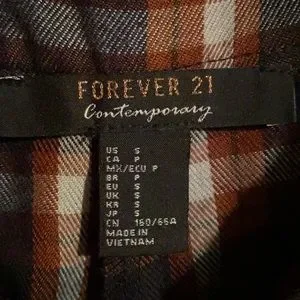 FOREVER 21
Contemporary
US S
CA P
MX/ECU P
BR P
EU S
UK S
KR S
JP S
CN 160/66A
MADE IN
VIETNAM